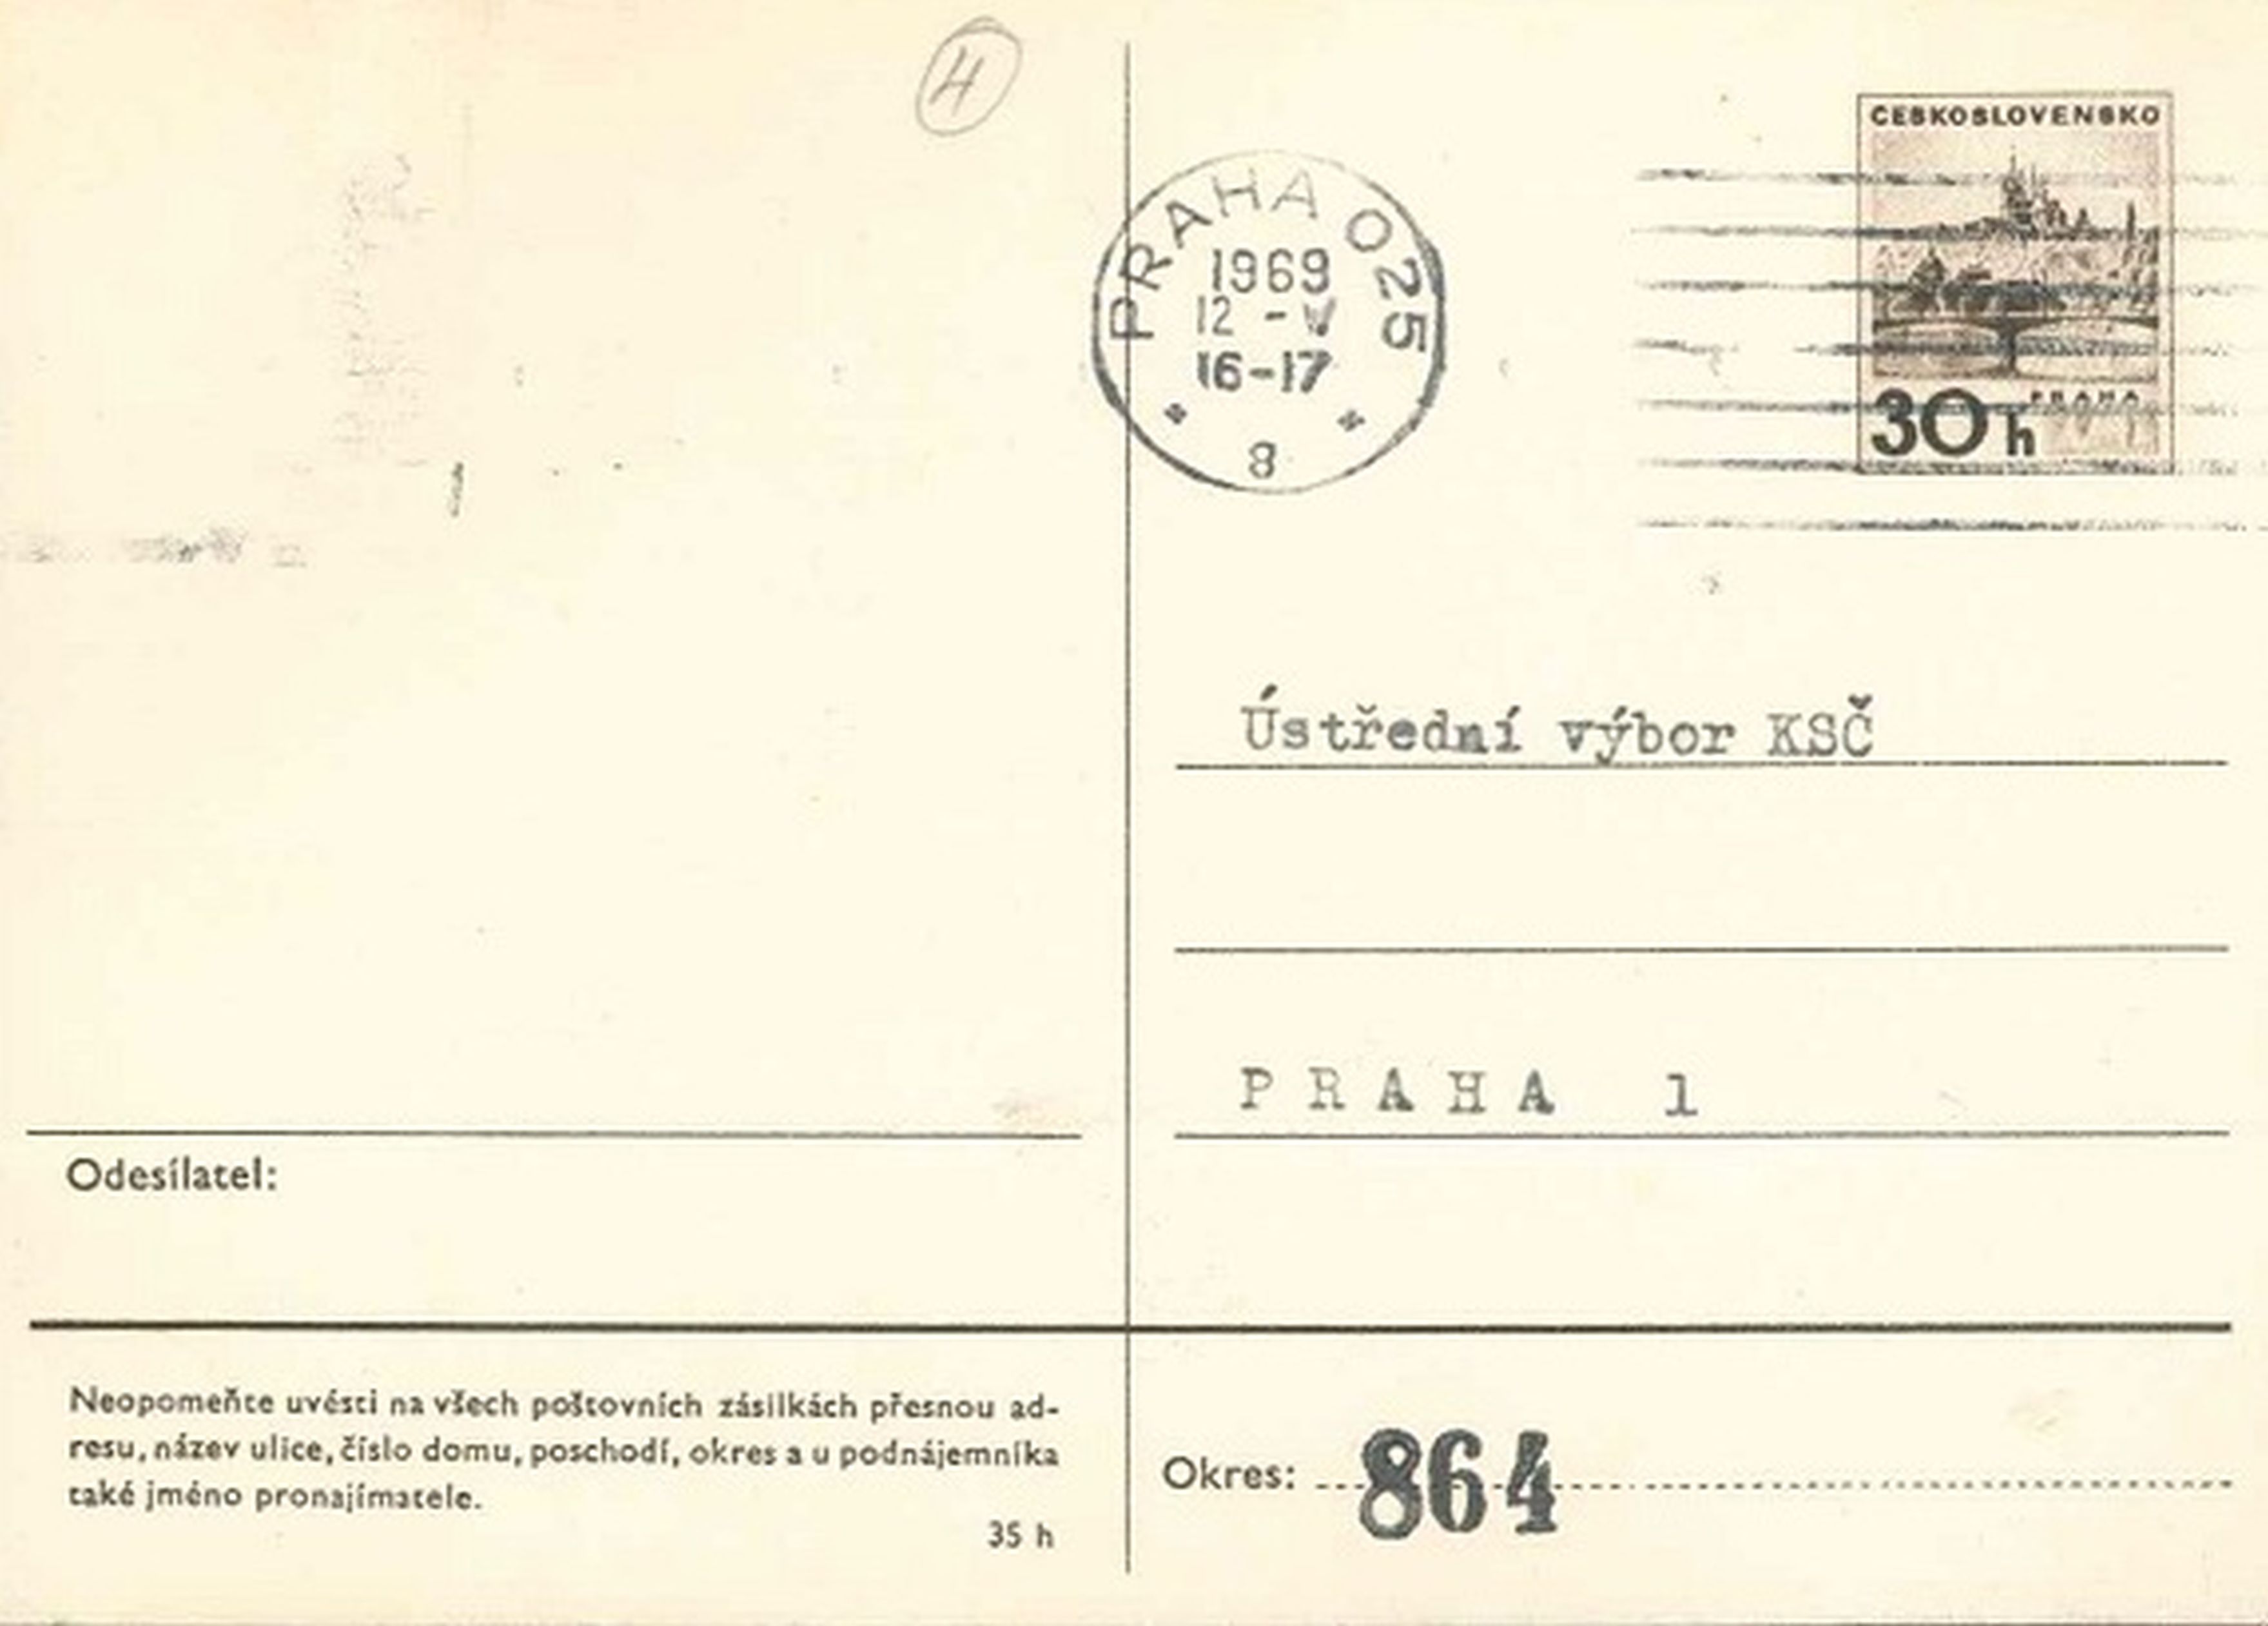 4
ČESKOSLOVENSKO
PRAHA 025
1969
12 - V
16-17
8
PRAHA
30 h
Ústřední výbor KSČ
PRAHA 1
Odesílatel:
Neopomeňte uvésti na všech poštovních zásilkách přesnou ad-
resu, název ulice, číslo domu, poschodí, okres a u podnájemníka
také jméno pronajímatele.
35 h
Okres: 864